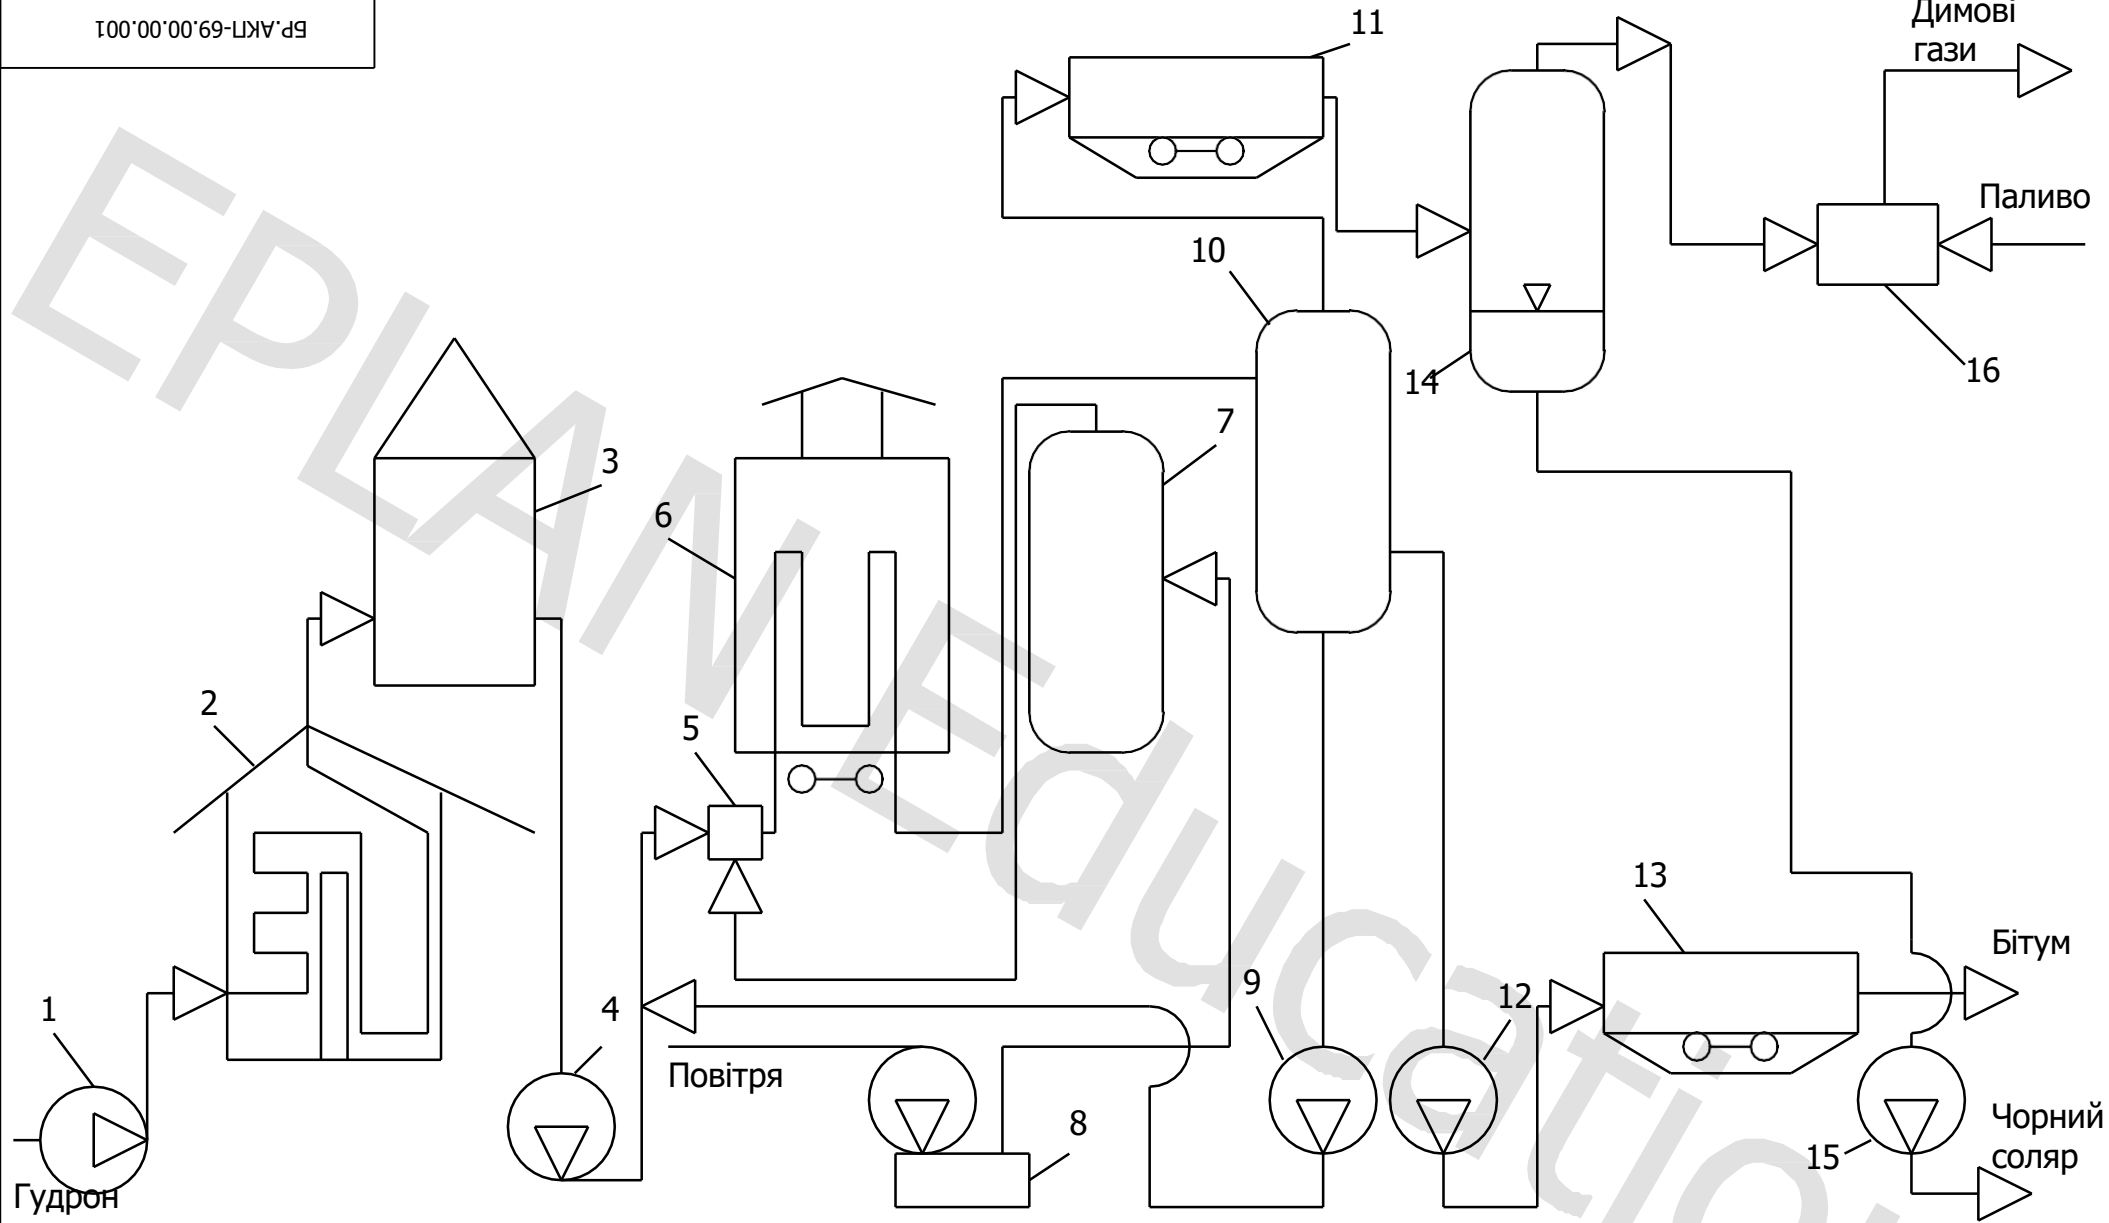 БР.АКП-69.00.00.001
11
Димові
гази
Паливо
10
16
14
7
3
6
2
5
13
Бітум
9
12
1
4
Повітря
8
Чорний
соляр
15
Гудрон
EPLAN Education